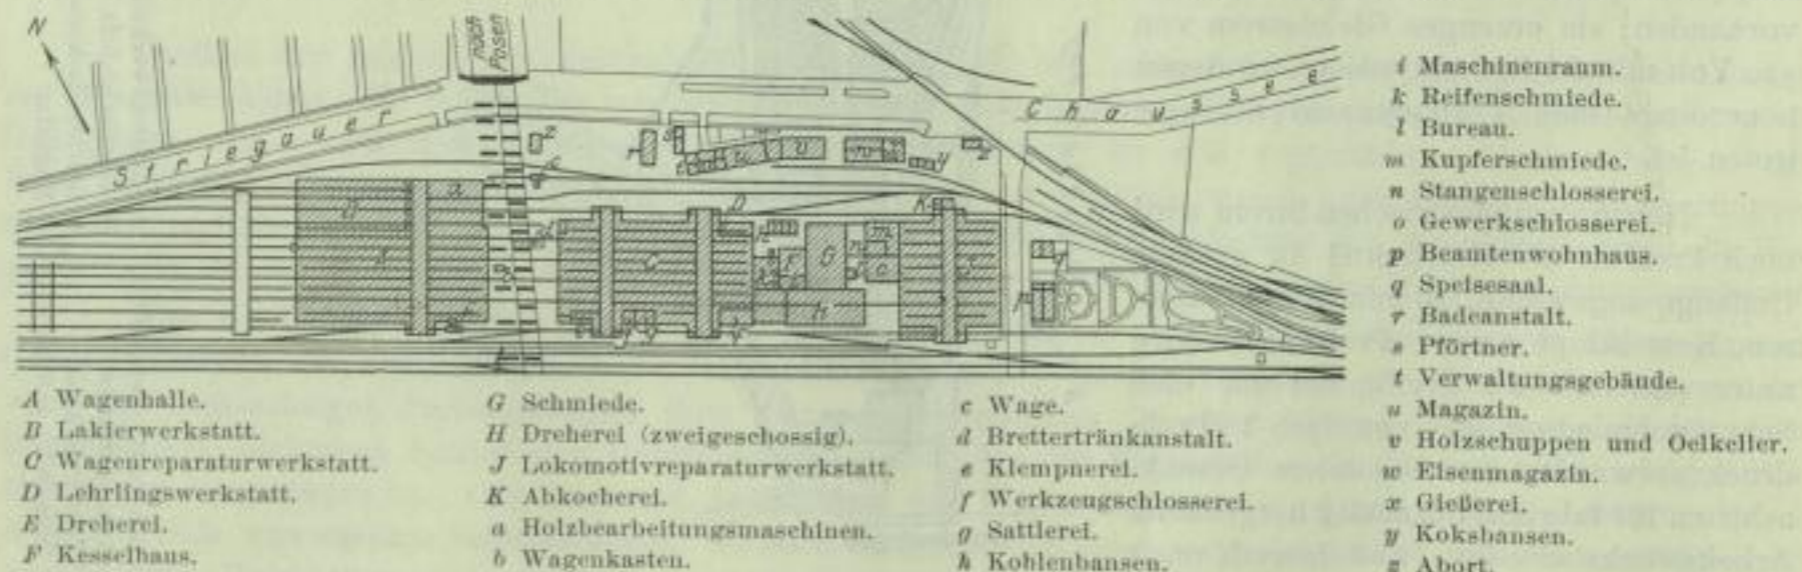 N
nach
Posen
Striegauer
Chaussee
i Maschinenraum.
k Reifenschmiede.
l Bureau.
m Kupferschmiede.
n Stangenschlosserei.
o Gewerkschlosserei.
p Beamtenwohnhaus.
q Speisesaal.
r Badeanstalt.
s Pförtner.
t Verwaltungsgebäude.
u Magazin.
v Holzschuppen und Oelkeller.
w Eisenmagazin.
x Gießerei.
y Koksbansen.
z Abort.
A Wagenhalle.
B Lakierwerkstatt.
C Wagenreparaturwerkstatt.
D Lehrlingswerkstatt.
E Dreherei.
F Kesselhaus.
G Schmiede.
H Dreherei (zweigeschossig).
J Lokomotivreparaturwerkstatt.
K Abkocherei.
a Holzbearbeitungsmaschinen.
b Wagenkasten.
c Wage.
d Brettertränkanstalt.
e Klempnerei.
f Werkzeugschlosserei.
g Sattlerei.
h Kohlenbansen.